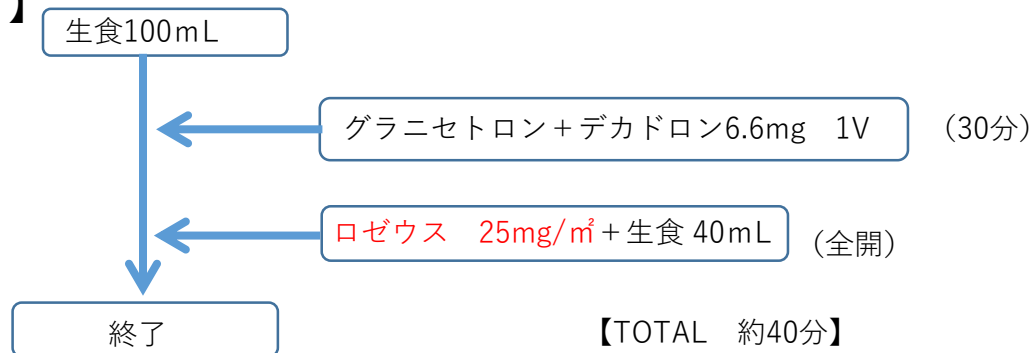 】
生食100mL
グラニセトロン+デカドロン6.6mg　1V　（30分）
ロゼウス　25mg/㎡+生食 40mL　（全開）
終了
【TOTAL　約40分】